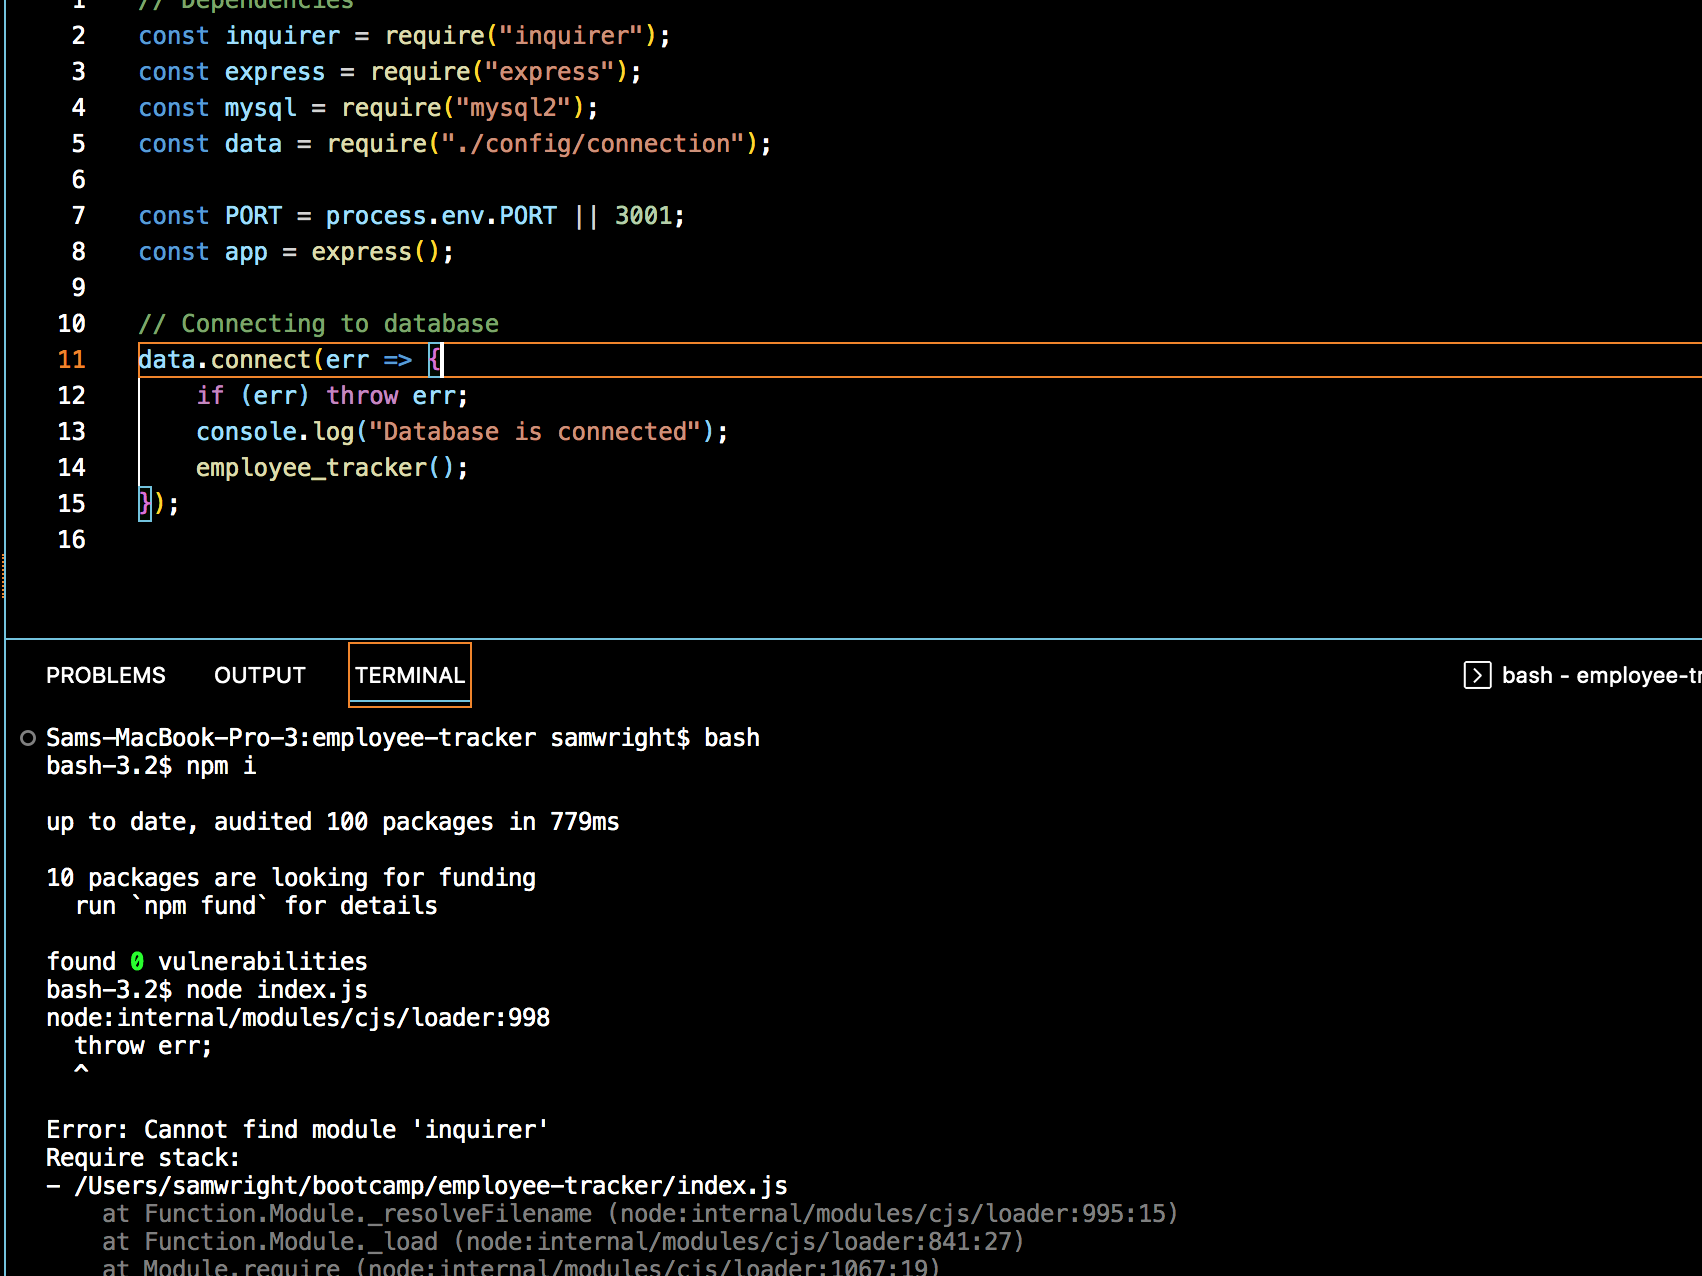 1 // Dependencies
2 const inquirer = require("inquirer");
3 const express = require("express");
4 const mysql = require("mysql2");
5 const data = require("./config/connection");
6
7 const PORT = process.env.PORT || 3001;
8 const app = express();
9
10 // Connecting to database
11 data.connect(err => {
12 if (err) throw err;
13 console.log("Database is connected");
14 employee_tracker();
15 });
16
PROBLEMS OUTPUT TERMINAL bash - employee-tr
Sams-MacBook-Pro-3:employee-tracker samwright$ bash
bash-3.2$ npm i
up to date, audited 100 packages in 779ms
10 packages are looking for funding
run `npm fund` for details
found 0 vulnerabilities
bash-3.2$ node index.js
node:internal/modules/cjs/loader:998
throw err;
^
Error: Cannot find module 'inquirer'
Require stack:
- /Users/samwright/bootcamp/employee-tracker/index.js
at Function.Module._resolveFilename (node:internal/modules/cjs/loader:995:15)
at Function.Module._load (node:internal/modules/cjs/loader:841:27)
at Module.require (node:internal/modules/cjs/loader:1067:19)